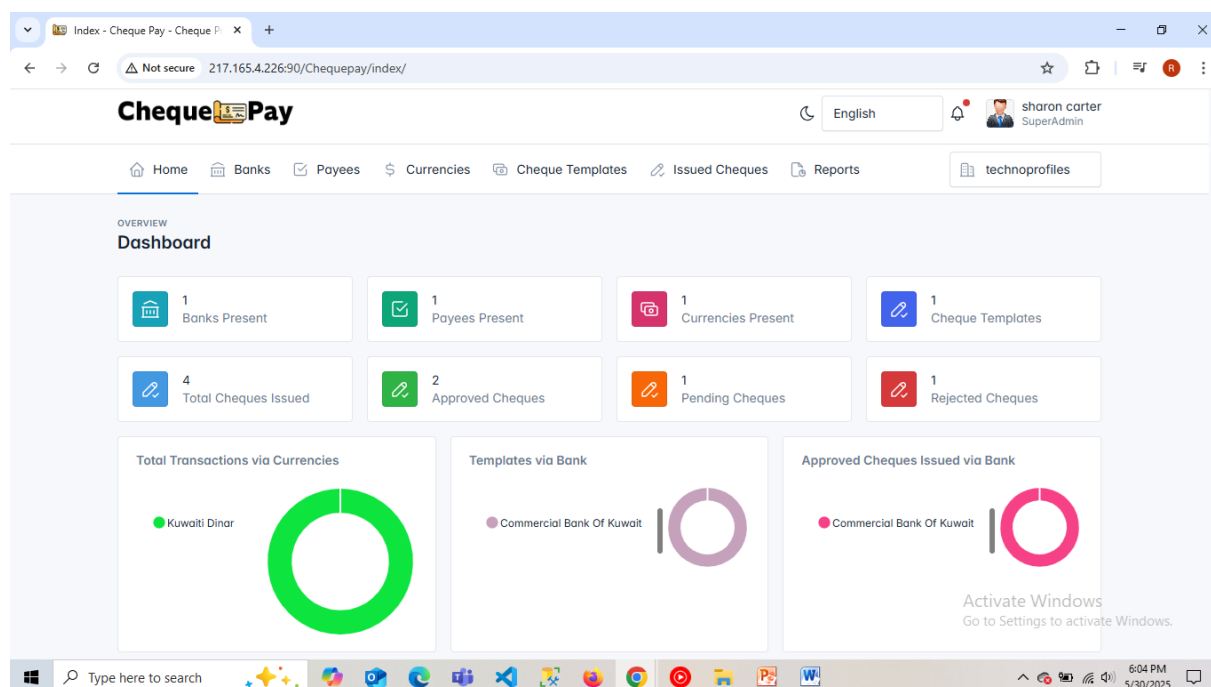 Index - Cheque Pay - Cheque P
Not secure 217.165.4.226:90/Chequepay/index/
R
Cheque Pay
English
sharon carter
SuperAdmin
Home Banks Payees Currencies Cheque Templates Issued Cheques Reports technoprofiles
OVERVIEW
Dashboard
1
Banks Present
1
Payees Present
1
Currencies Present
1
Cheque Templates
4
Total Cheques Issued
2
Approved Cheques
1
Pending Cheques
1
Rejected Cheques
Total Transactions via Currencies
Kuwaiti Dinar
Templates via Bank
Commercial Bank Of Kuwait
Approved Cheques Issued via Bank
Commercial Bank Of Kuwait
Activate Windows
Go to Settings to activate Windows.
Type here to search
6:04 PM
5/30/2025